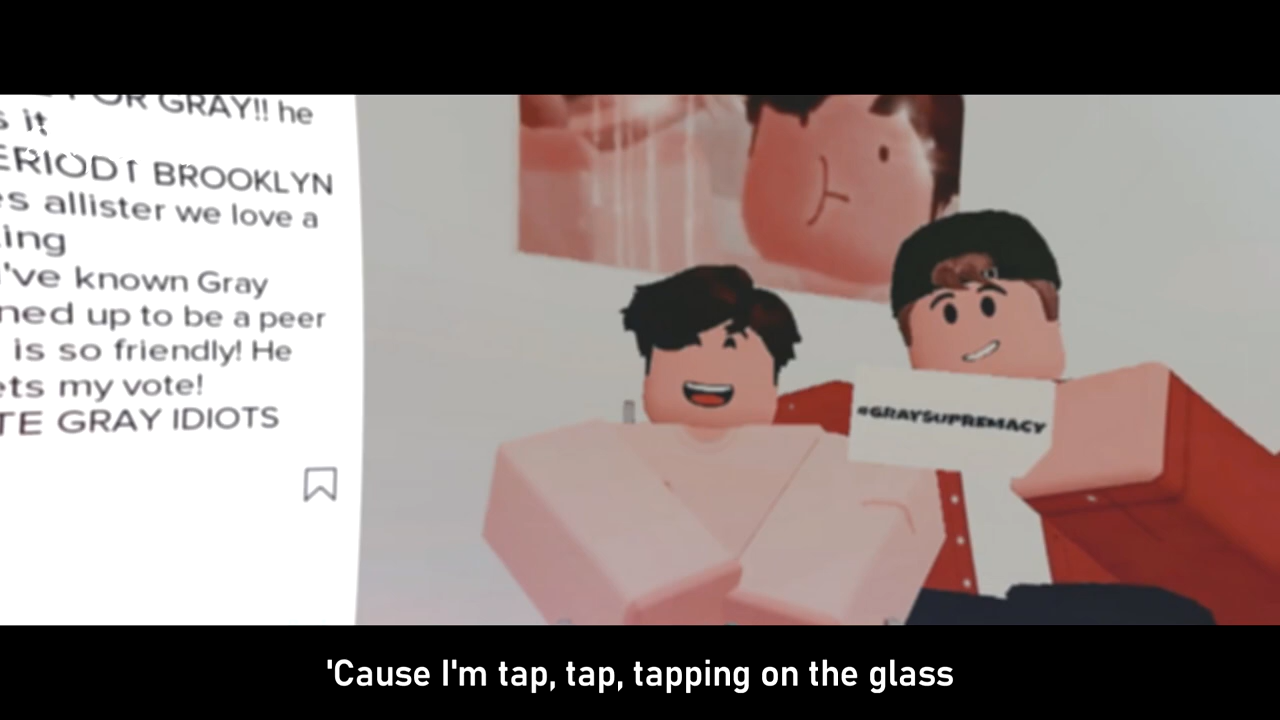 FOR GRAY!! he
s it
ERIODT BROOKLYN
es allister we love a
ing
've known Gray
ned up to be a peer
is so friendly! He
ets my vote!
TE GRAY IDIOTS
#GRAYSUPREMACY
'Cause I'm tap, tap, tapping on the glass